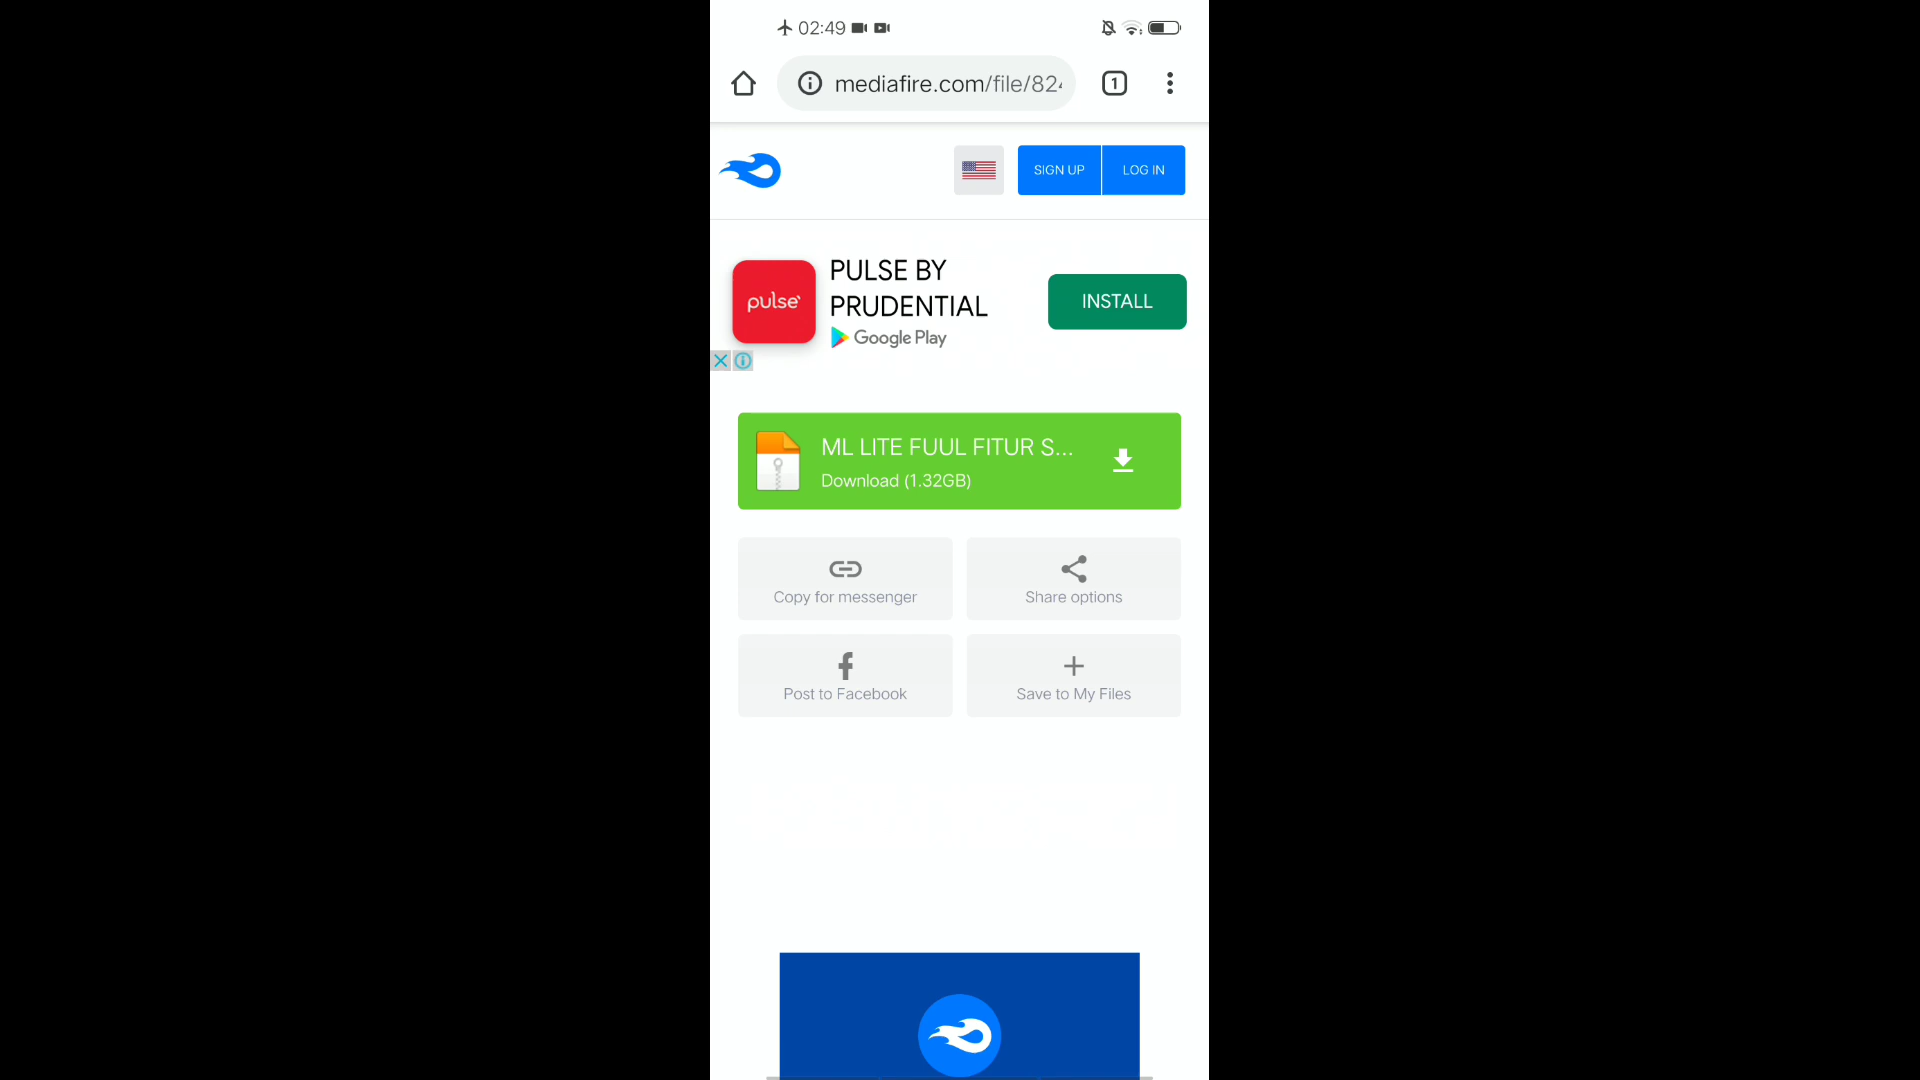 02:49
mediafire.com/file/82
1
SIGN UP
LOG IN
pulse
PULSE BY
PRUDENTIAL
Google Play
INSTALL
ML LITE FUUL FITUR S...
Download (1.32GB)
Copy for messenger
Share options
Post to Facebook
Save to My Files